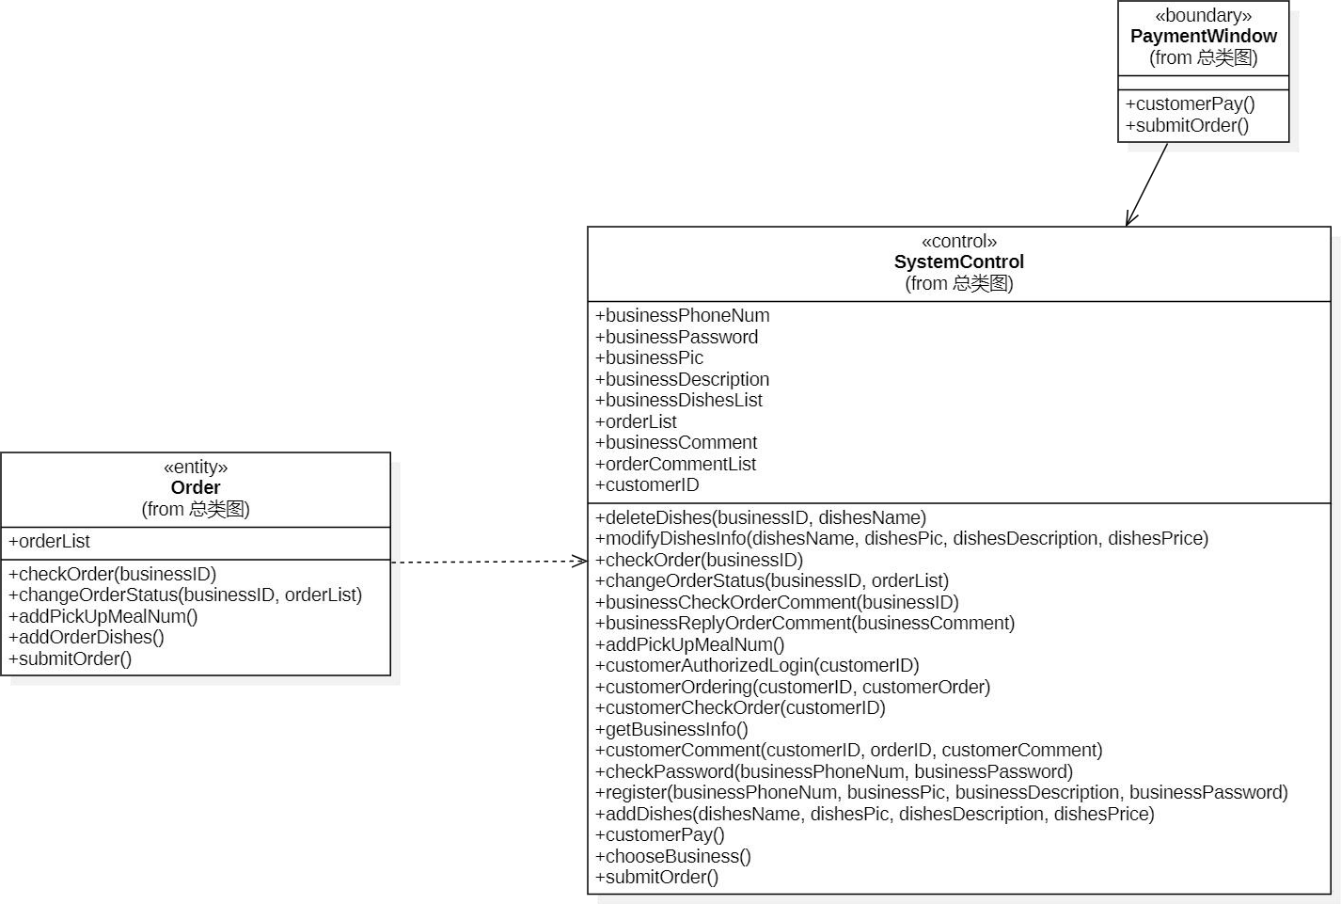 «boundary»
PaymentWindow
(from 总类图)
+customerPay()
+submitOrder()
«control»
SystemControl
(from 总类图)
+businessPhoneNum
+businessPassword
+businessPic
+businessDescription
+businessDishesList
+orderList
+businessComment
+orderCommentList
+customerID
+deleteDishes(businessID, dishesName)
+modifyDishesInfo(dishesName, dishesPic, dishesDescription, dishesPrice)
+checkOrder(businessID)
+changeOrderStatus(businessID, orderList)
+businessCheckOrderComment(businessID)
+businessReplyOrderComment(businessComment)
+addPickUpMealNum()
+customerAuthorizedLogin(customerID)
+customerOrdering(customerID, customerOrder)
+customerCheckOrder(customerID)
+getBusinessInfo()
+customerComment(customerID, orderID, customerComment)
+checkPassword(businessPhoneNum, businessPassword)
+register(businessPhoneNum, businessPic, businessDescription, businessPassword)
+addDishes(dishesName, dishesPic, dishesDescription, dishesPrice)
+customerPay()
+chooseBusiness()
+submitOrder()
«entity»
Order
(from 总类图)
+orderList
+checkOrder(businessID)
+changeOrderStatus(businessID, orderList)
+addPickUpMealNum()
+addOrderDishes()
+submitOrder()